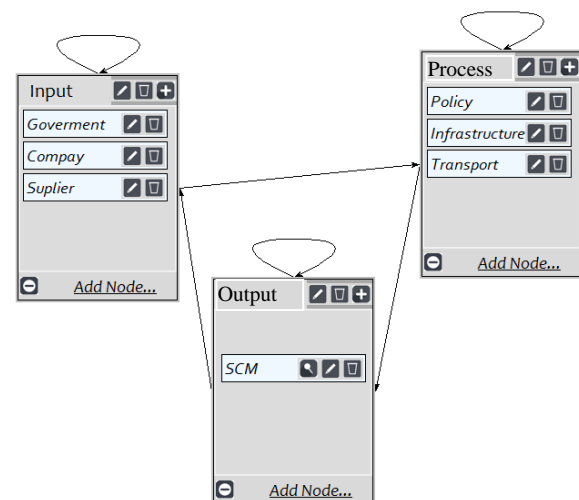 Input
Goverment
Compay
Suplier
Add Node...
Process
Policy
Infrastructure
Transport
Add Node...
Output
SCM
Add Node...